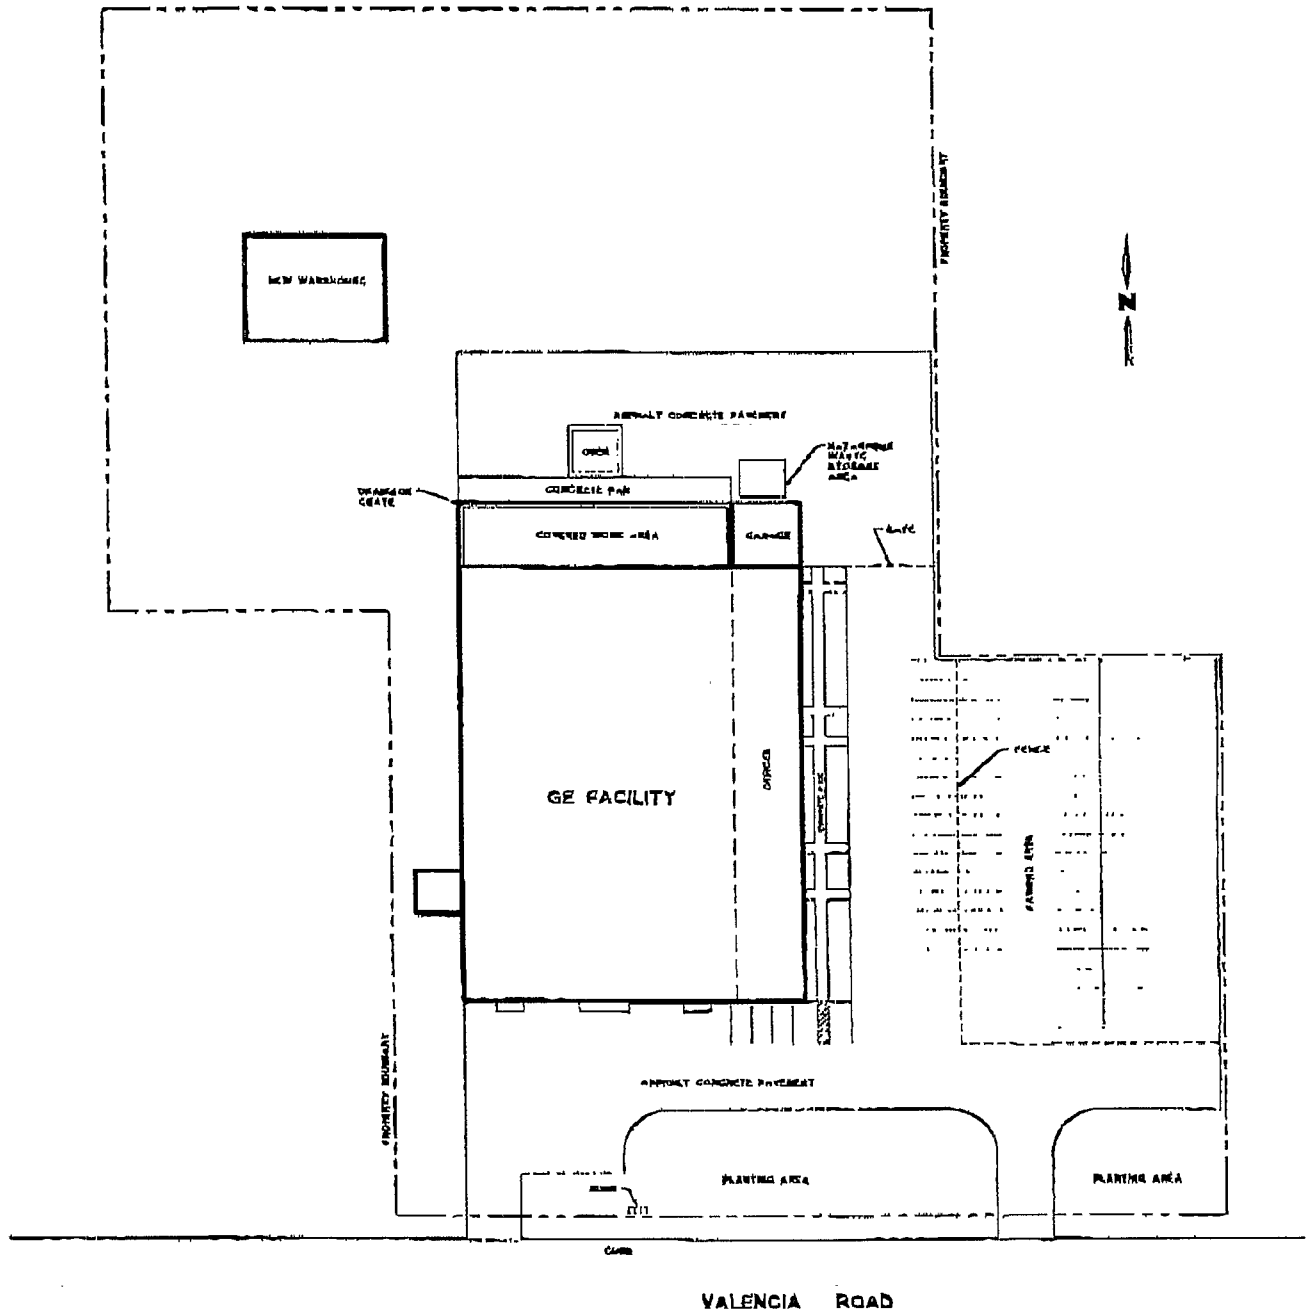 PROPERTY BOUNDARY
NEW WAREHOUSE
N
ASPHALT CONCRETE PAVEMENT
OVEN
HAZARDOUS
WASTE
STORAGE
AREA
CONCRETE PAD
DRAINAGE
GRATE
COVERED WORK AREA
GARAGE
GATE
FENCE
OFFICES
GE FACILITY
PARKING AREA
PROPERTY BOUNDARY
ASPHALT CONCRETE PAVEMENT
PLANTING AREA
PLANTING AREA
CURB
VALENCIA ROAD